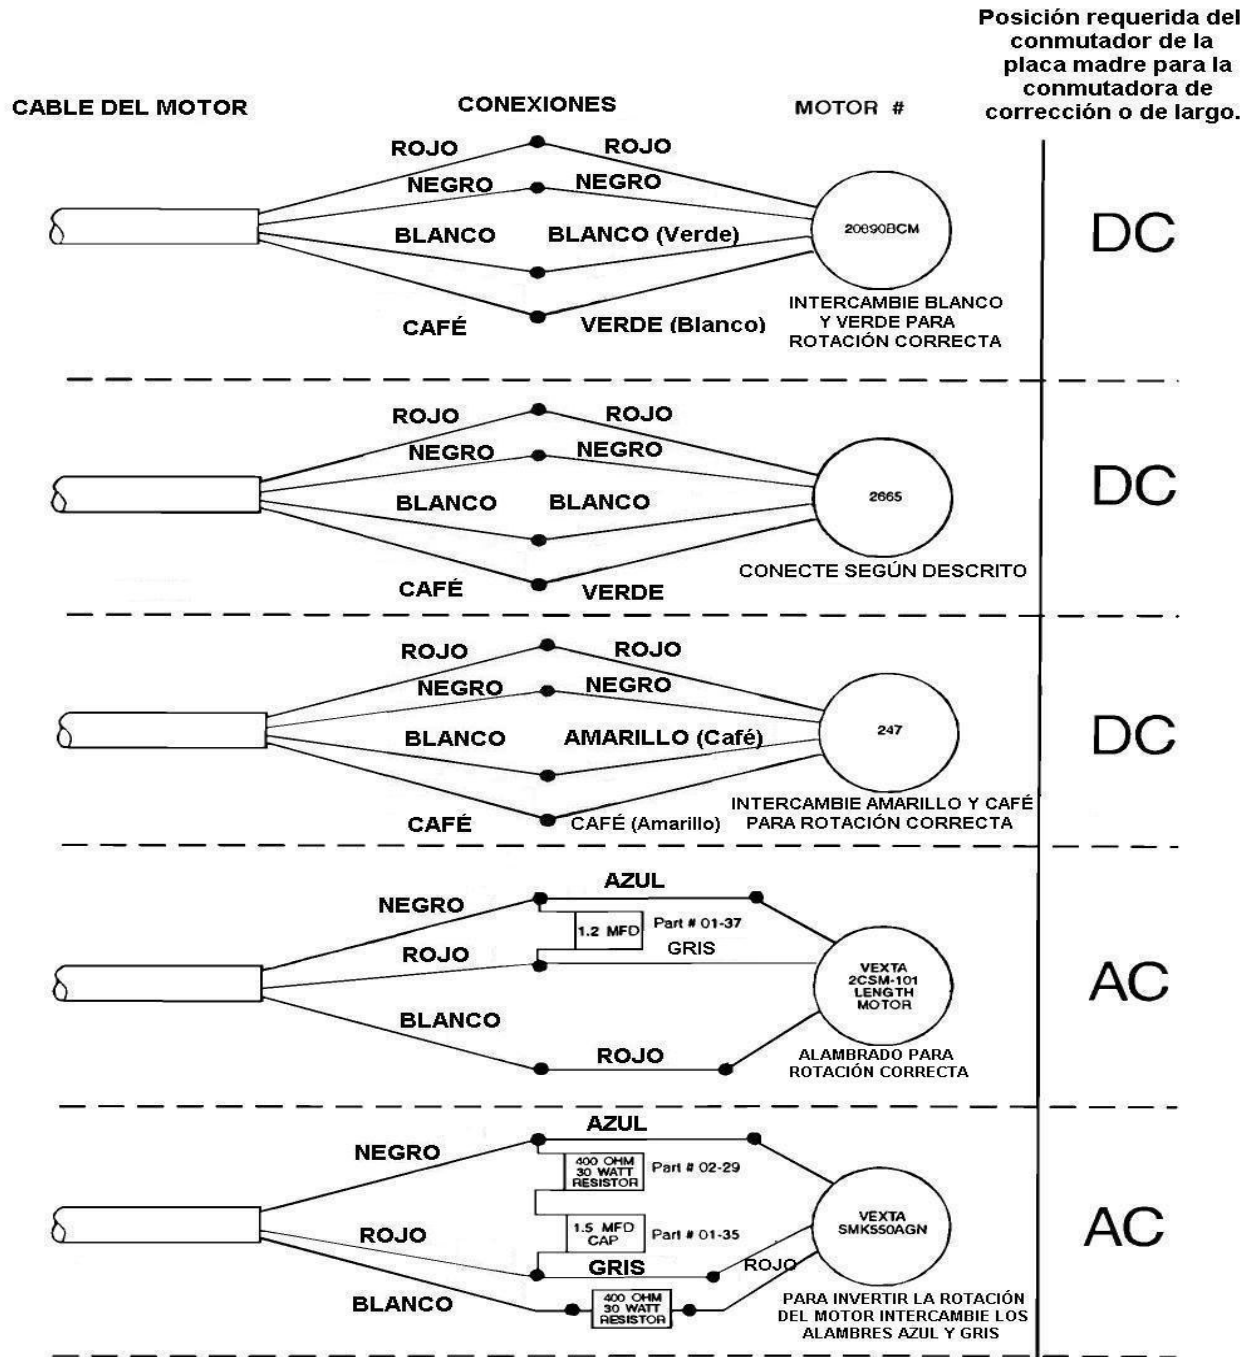 Posición requerida del
conmutador de la
placa madre para la
conmutadora de
corrección o de largo.
CABLE DEL MOTOR
CONEXIONES
MOTOR #
ROJO
ROJO
NEGRO
NEGRO
BLANCO
BLANCO (Verde)
20690BCM
DC
CAFÉ
VERDE (Blanco)
INTERCAMBIE BLANCO
Y VERDE PARA
ROTACIÓN CORRECTA
ROJO
ROJO
NEGRO
NEGRO
BLANCO
BLANCO
2665
DC
CAFÉ
VERDE
CONECTE SEGÚN DESCRITO
ROJO
ROJO
NEGRO
NEGRO
BLANCO
AMARILLO (Café)
247
DC
CAFÉ
CAFÉ (Amarillo)
INTERCAMBIE AMARILLO Y CAFÉ
PARA ROTACIÓN CORRECTA
AZUL
NEGRO
1.2 MFD
Part # 01-37
ROJO
GRIS
VEXTA
2CSM-101
LENGTH
MOTOR
AC
BLANCO
ROJO
ALAMBRADO PARA
ROTACIÓN CORRECTA
AZUL
NEGRO
400 OHM
30 WATT
RESISTOR
Part # 02-29
1.5 MFD
CAP
Part # 01-35
VEXTA
SMK550AGN
AC
ROJO
GRIS
ROJO
BLANCO
400 OHM
30 WATT
RESISTOR
PARA INVERTIR LA ROTACIÓN
DEL MOTOR INTERCAMBIE LOS
ALAMBRES AZUL Y GRIS